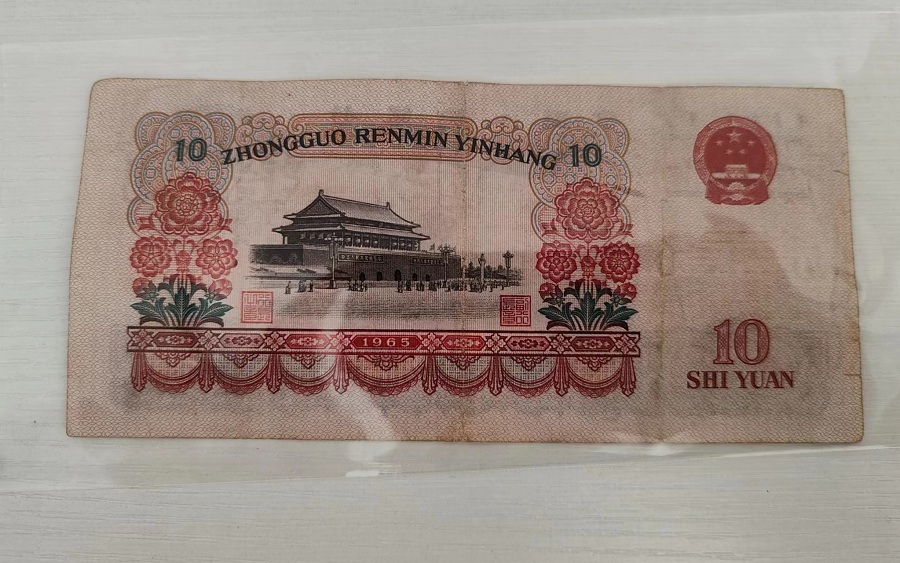 10 ZHONGGUO RENMIN YINHANG 10
1965
10
SHI YUAN